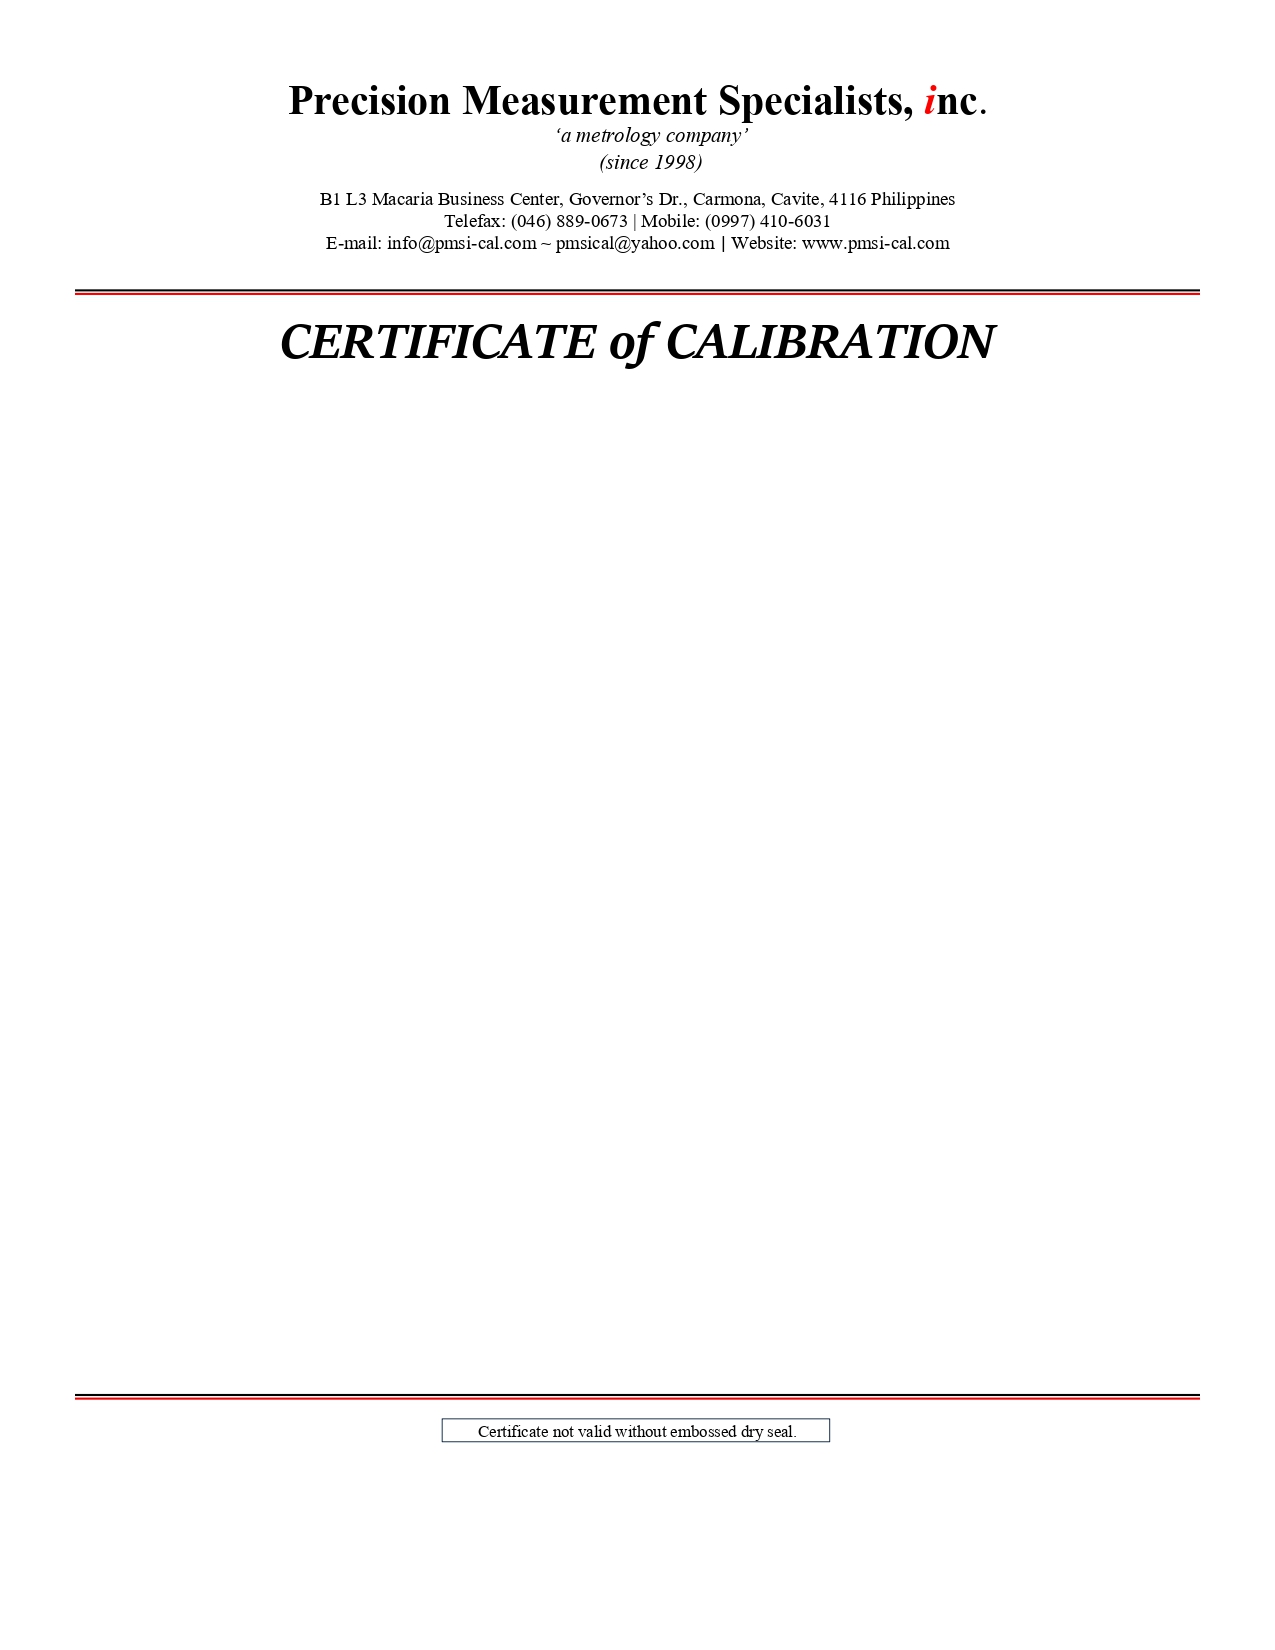 Precision Measurement Specialists, inc.
‘a metrology company’
(since 1998)
B1 L3 Macaria Business Center, Governor’s Dr., Carmona, Cavite, 4116 Philippines
Telefax: (046) 889-0673 | Mobile: (0997) 410-6031
E-mail: info@pmsi-cal.com ~ pmsical@yahoo.com | Website: www.pmsi-cal.com
CERTIFICATE of CALIBRATION
Certificate not valid without embossed dry seal.